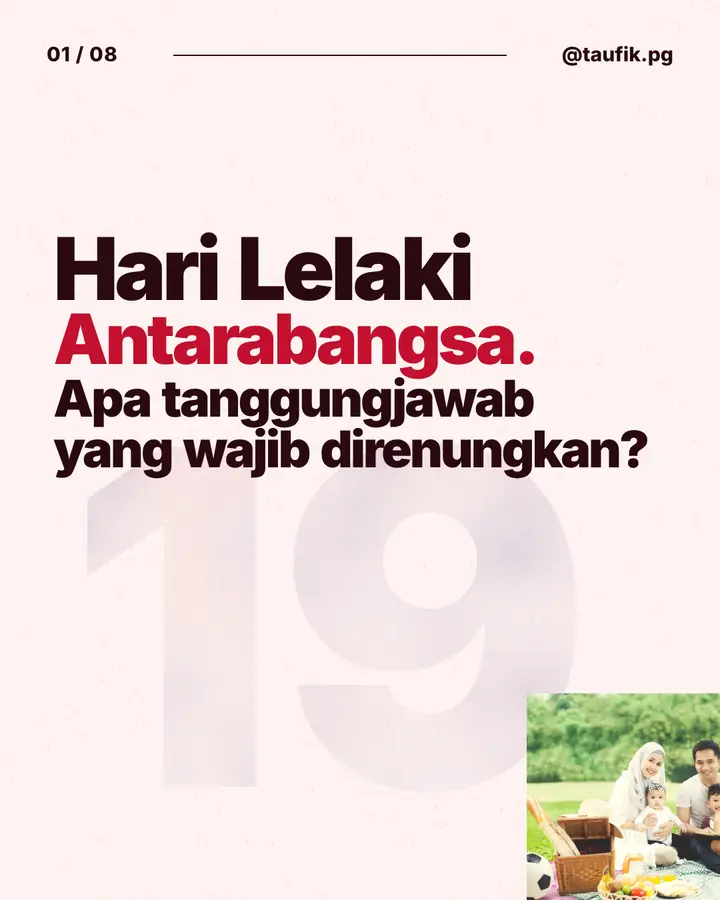 01 / 08
@taufik.pg
Hari Lelaki
Antarabangsa.
Apa tanggungjawab
yang wajib direnungkan?
19